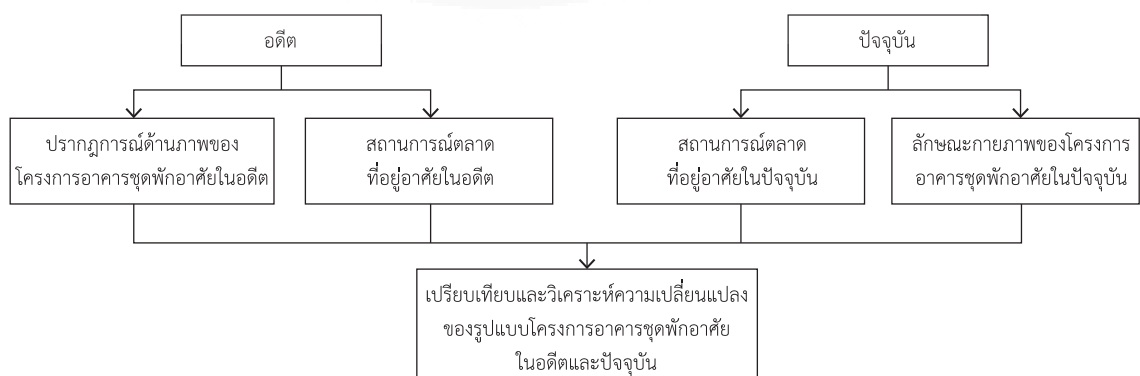 อดีต
ปัจจุบัน
ปรากฏการณ์ด้านภาพของ
โครงการอาคารชุดพักอาศัยในอดีต
สถานการณ์ตลาด
ที่อยู่อาศัยในอดีต
สถานการณ์ตลาด
ที่อยู่อาศัยในปัจจุบัน
ลักษณะกายภาพของโครงการ
อาคารชุดพักอาศัยในปัจจุบัน
เปรียบเทียบและวิเคราะห์ความเปลี่ยนแปลง
ของรูปแบบโครงการอาคารชุดพักอาศัย
ในอดีตและปัจจุบัน